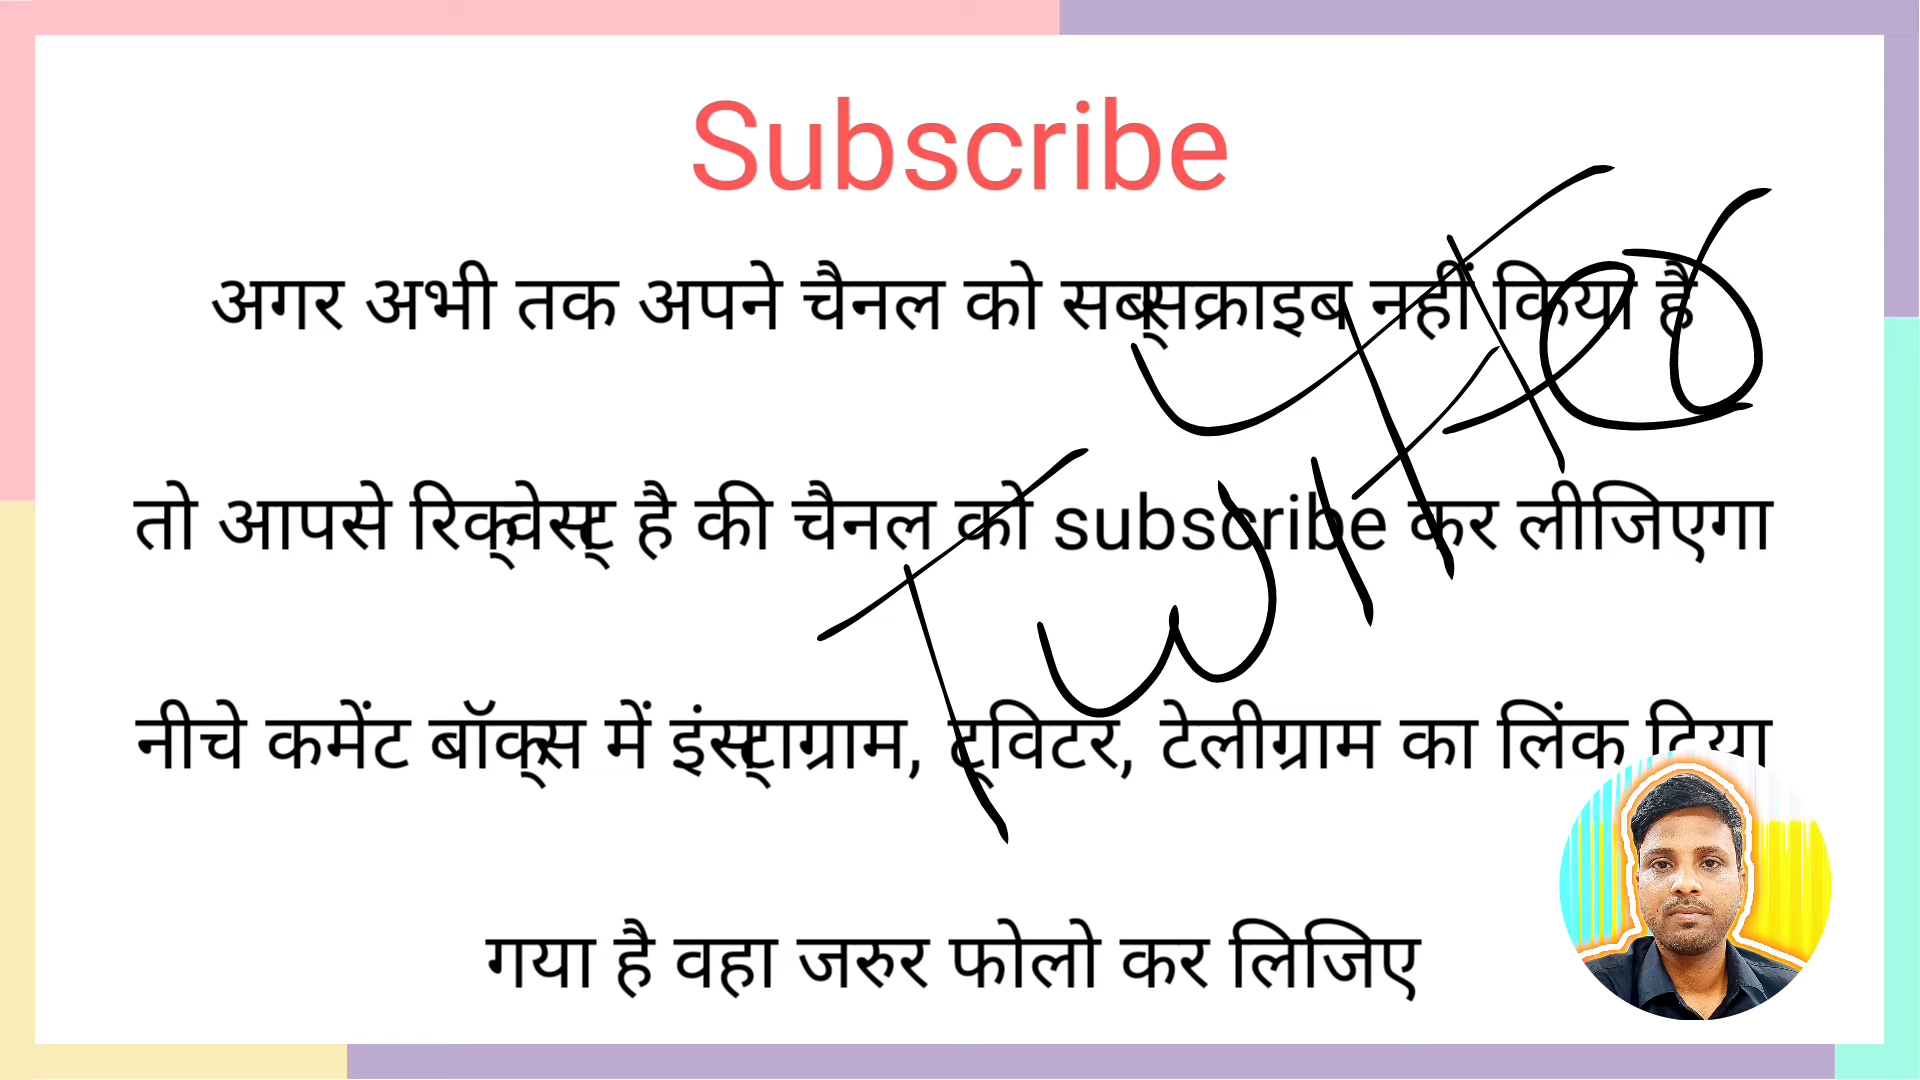 Subscribe
अगर अभी तक अपने चैनल को सब्सक्राइब नहीं किया है
तो आपसे रिक्वेस्ट है की चैनल को subscribe कर लीजिएगा
नीचे कमेंट बॉक्स में इंस्टाग्राम, ट्विटर, टेलीग्राम का लिंक दिया
गया है वहा जरुर फोलो कर लिजिए
Twitter